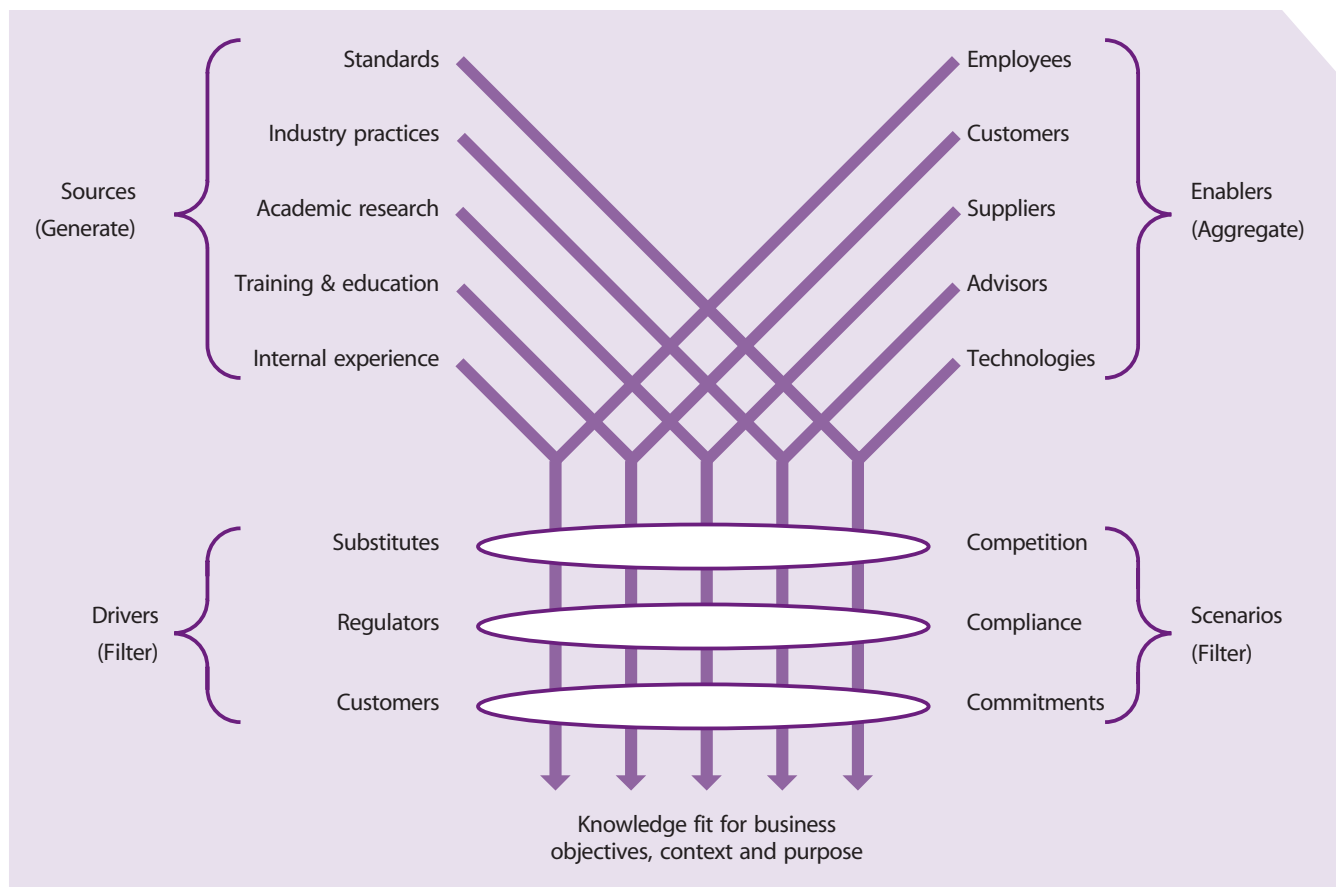 Sources
(Generate)
Standards
Industry practices
Academic research
Training & education
Internal experience
Employees
Customers
Suppliers
Advisors
Technologies
Enablers
(Aggregate)
Drivers
(Filter)
Substitutes
Regulators
Customers
Competition
Compliance
Commitments
Scenarios
(Filter)
Knowledge fit for business
objectives, context and purpose